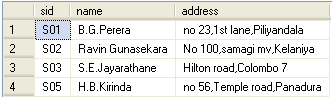 sid name address
1 S01 B.G.Perera no 23,1st lane,Piliyandala
2 S02 Ravin Gunasekara No 100,samagi mv,Kelaniya
3 S03 S.E.Jayarathane Hilton road,Colombo 7
4 S05 H.B.Kirinda no 56,Temple road,Panadura